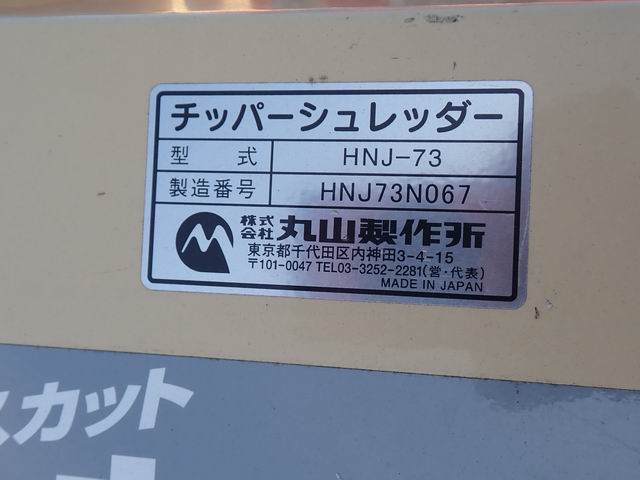 チッパーシュレッダー
型式 HNJ-73
製造番号 HNJ73N067
株式会社 丸山製作所
東京都千代田区内神田3-4-15
〒101-0047 TEL03-3252-2281(営・代表)
MADE IN JAPAN
スカット